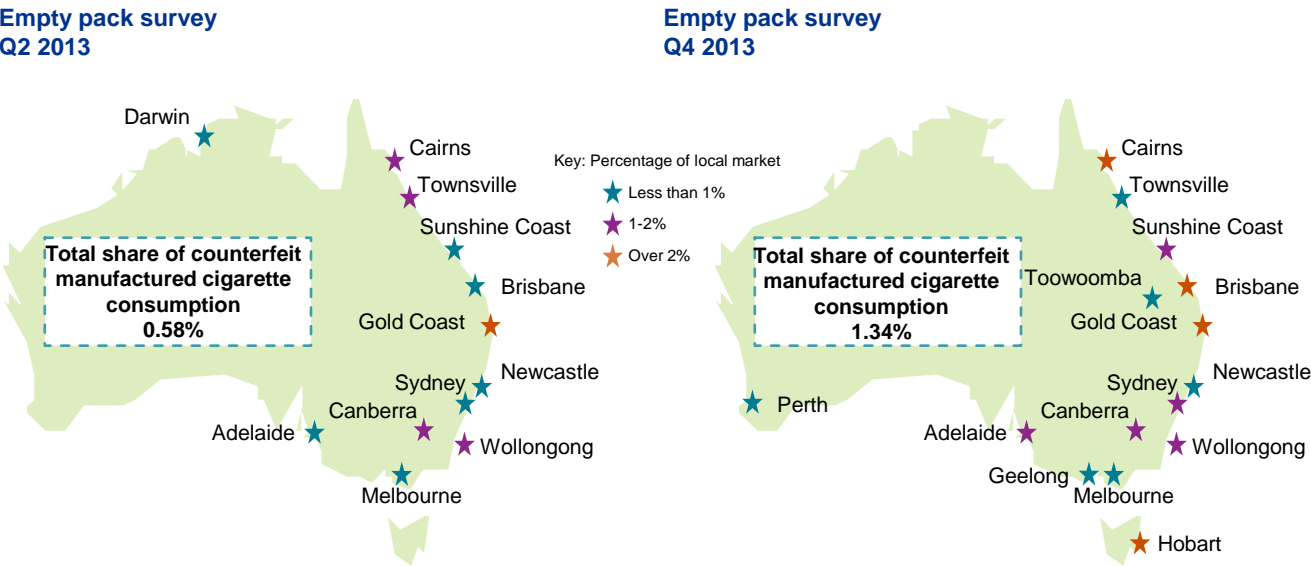 Empty pack survey
Q2 2013
Darwin
Cairns
Townsville
Sunshine Coast
Brisbane
Gold Coast
Newcastle
Sydney
Canberra
Adelaide
Wollongong
Melbourne
Total share of counterfeit
manufactured cigarette
consumption
0.58%
Key: Percentage of local market
Less than 1%
1-2%
Over 2%
Empty pack survey
Q4 2013
Cairns
Townsville
Sunshine Coast
Toowoomba
Brisbane
Gold Coast
Newcastle
Sydney
Perth
Canberra
Adelaide
Wollongong
Geelong
Melbourne
Hobart
Total share of counterfeit
manufactured cigarette
consumption
1.34%